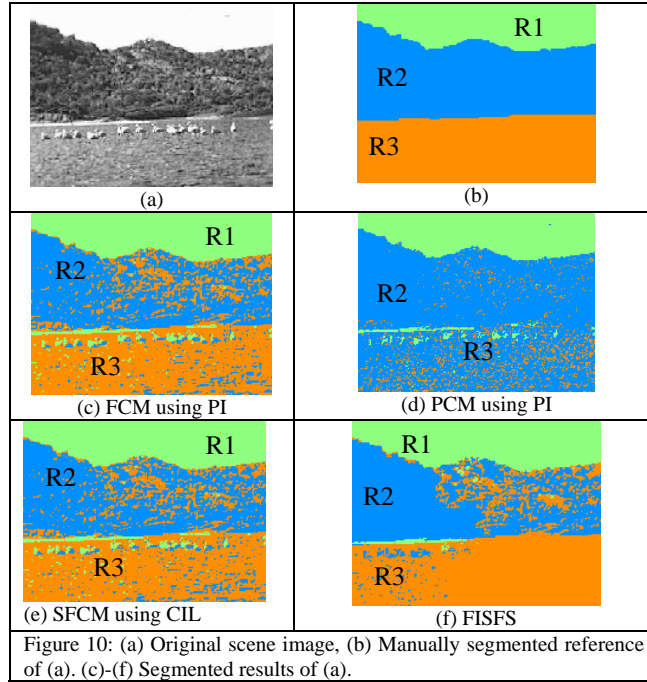 (a)
R1
R2
R3
(b)
R1
R2
R3
(c) FCM using PI
R2
R3
(d) PCM using PI
R1
R2
R3
(e) SFCM using CIL
R1
R2
R3
(f) FISFS
Figure 10: (a) Original scene image, (b) Manually segmented reference
of (a). (c)-(f) Segmented results of (a).